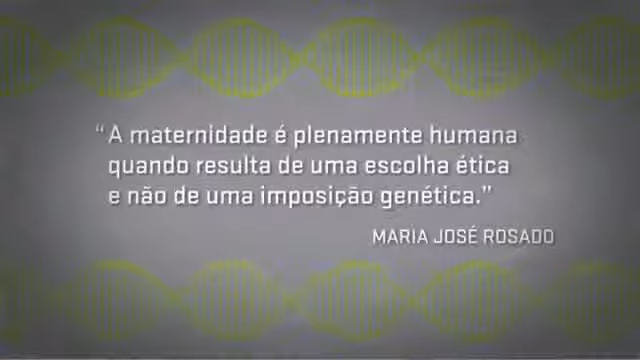 “A maternidade é plenamente humana
quando resulta de uma escolha ética
e não de uma imposição genética.”
MARIA JOSÉ ROSADO